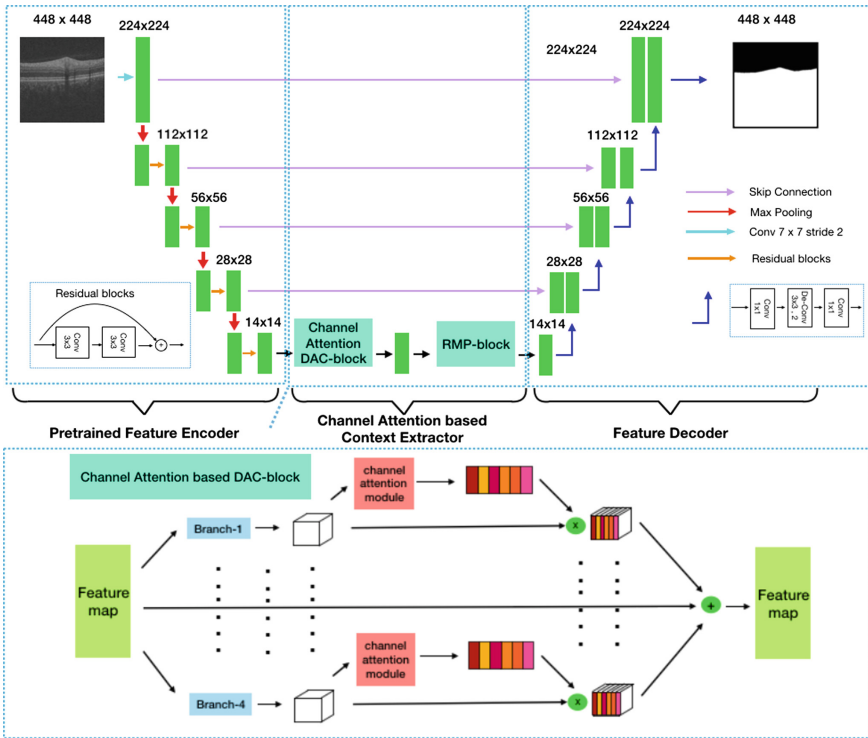 448 x 448
224x224
112x112
56x56
28x28
14x14
Residual blocks
Conv
3x3
Conv
3x3
+
Channel
Attention
DAC-block
RMP-block
448 x 448
224x224
112x112
56x56
28x28
14x14
Skip Connection
Max Pooling
Conv 7 x 7 stride 2
Residual blocks
Conv
1x1
De-Conv
3x3 , 2
Conv
1x1
Pretrained Feature Encoder
Channel Attention based
Context Extractor
Feature Decoder
Channel Attention based DAC-block
channel
attention
module
Branch-1
x
Feature
map
+
Feature
map
channel
attention
module
Branch-4
x